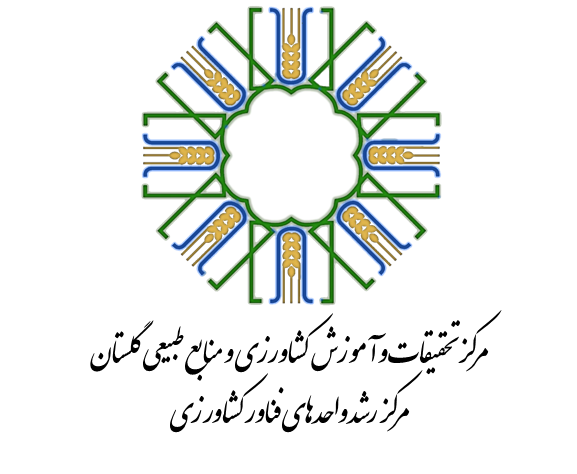 مرکز تحقیقات و آموزش کشاورزی و منابع طبیعی گلستان
مرکز رشد واحدهای فناور کشاورزی